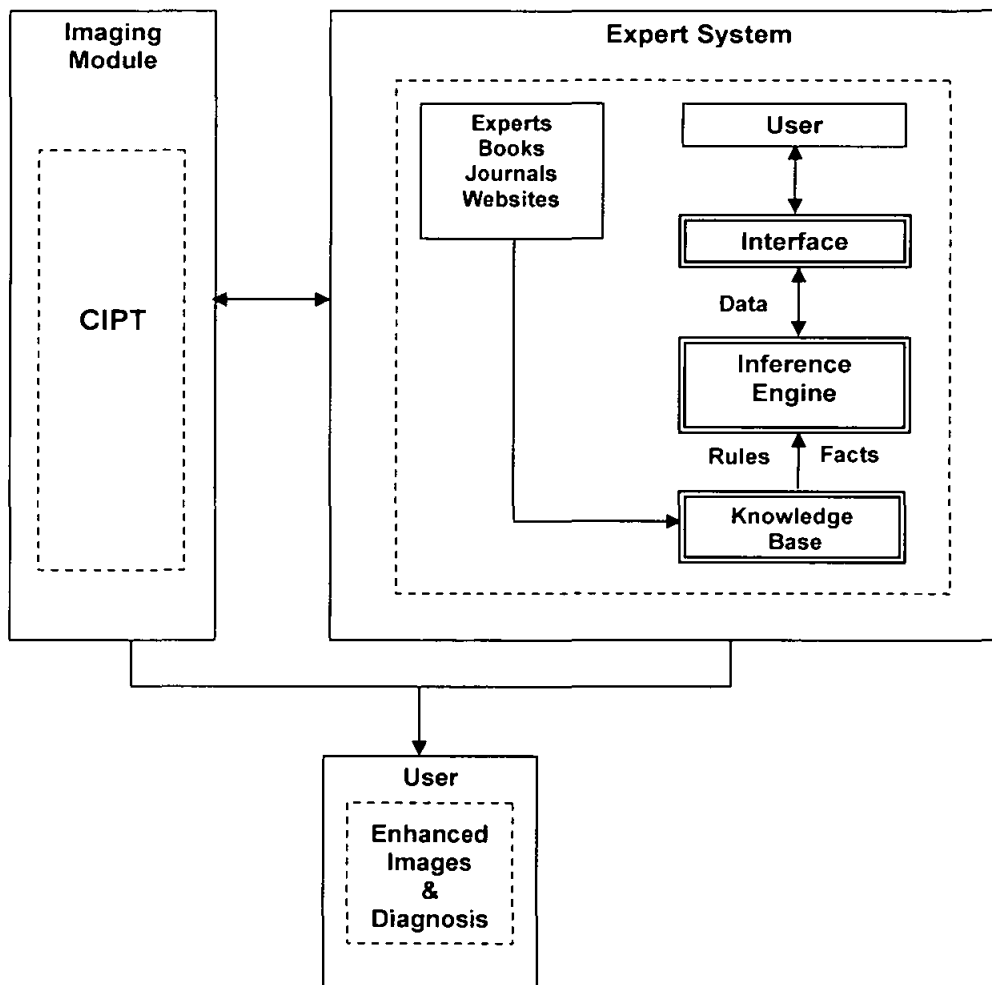 Imaging
Module
CIPT
Expert System
Experts
Books
Journals
Websites
User
Interface
Data
Inference
Engine
Rules Facts
Knowledge
Base
User
Enhanced
Images
&
Diagnosis